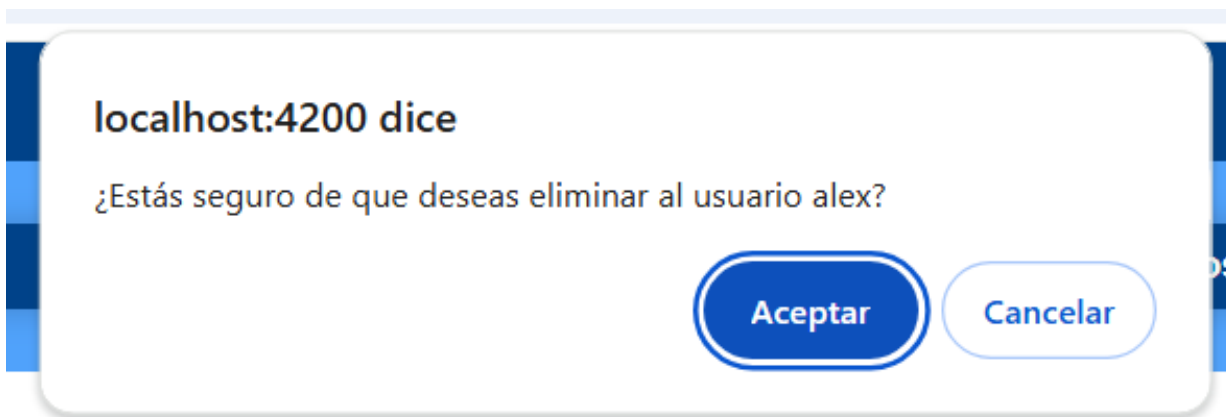 localhost:4200 dice
¿Estás seguro de que deseas eliminar al usuario alex?
Aceptar
Cancelar